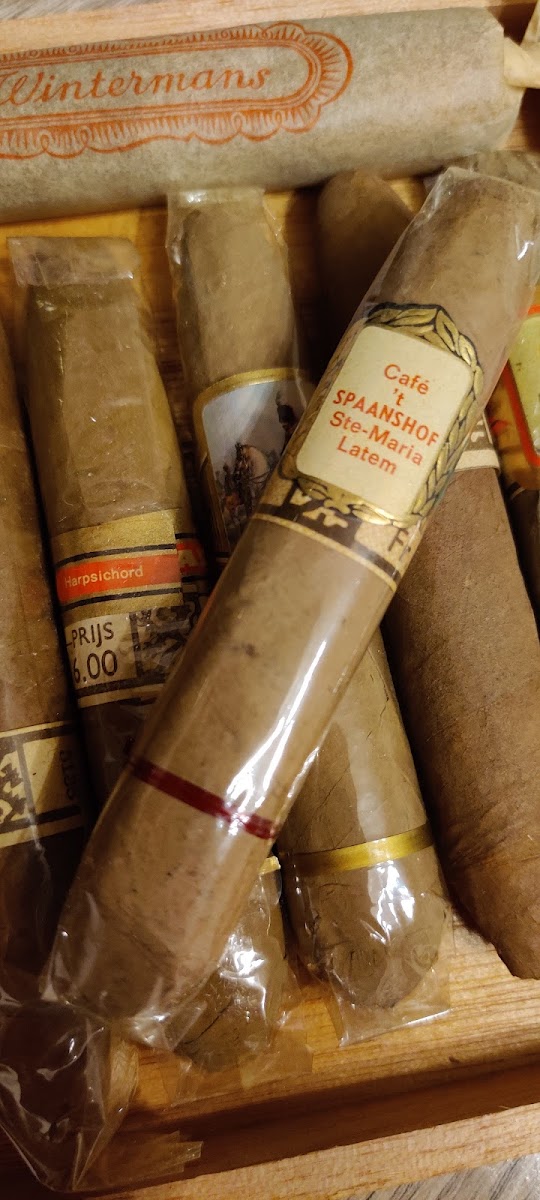 Wintermans
Café
't
SPAANSHOF
Ste-Maria
Latem
Harpsichord
PRIJS
6.00